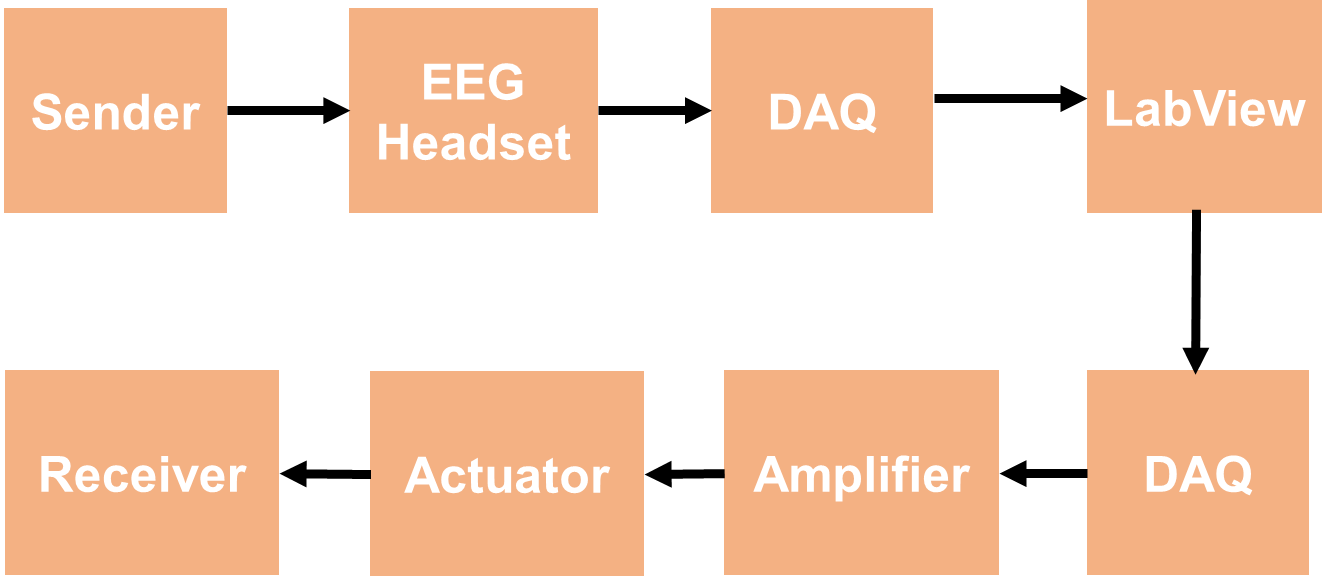 Sender
EEG
Headset
DAQ
LabView
Receiver
Actuator
Amplifier
DAQ